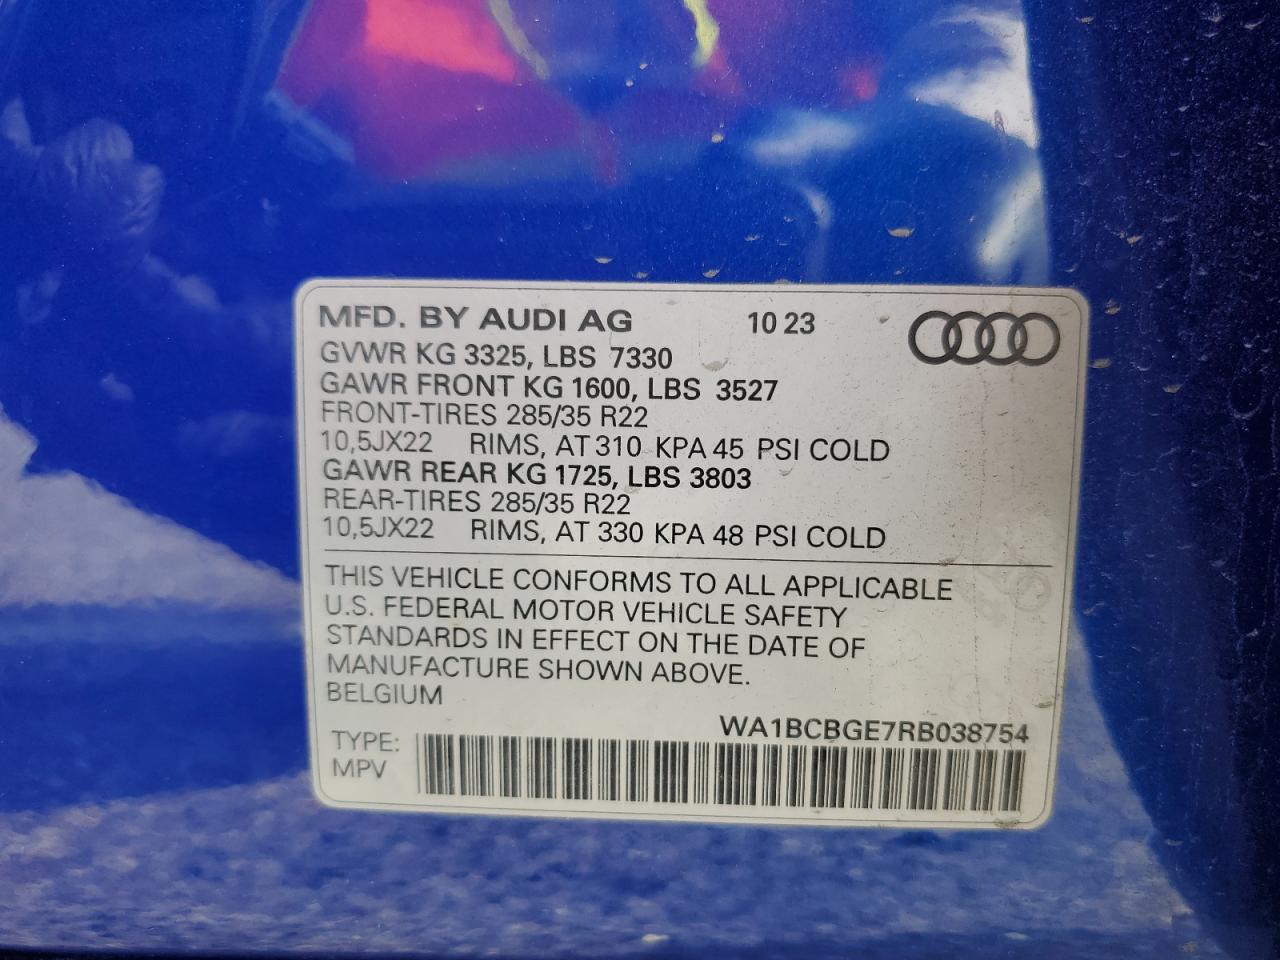 MFD. BY AUDI AG 10 23
GVWR KG 3325, LBS 7330
GAWR FRONT KG 1600, LBS 3527
FRONT-TIRES 285/35 R22
10,5JX22 RIMS, AT 310 KPA 45 PSI COLD
GAWR REAR KG 1725, LBS 3803
REAR-TIRES 285/35 R22
10,5JX22 RIMS, AT 330 KPA 48 PSI COLD
THIS VEHICLE CONFORMS TO ALL APPLICABLE
U.S. FEDERAL MOTOR VEHICLE SAFETY
STANDARDS IN EFFECT ON THE DATE OF
MANUFACTURE SHOWN ABOVE.
BELGIUM
WA1BCBGE7RB038754
TYPE:
MPV